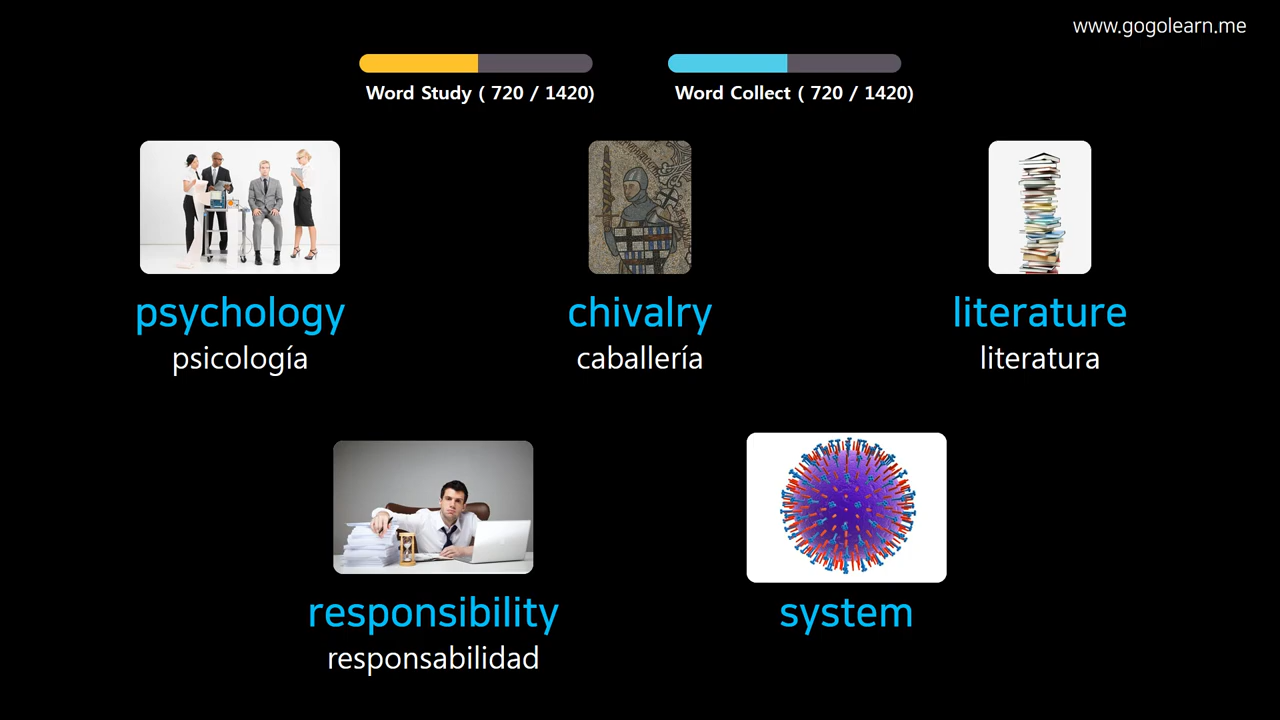 www.gogolearn.me
Word Study ( 720 / 1420)
Word Collect ( 720 / 1420)
psychology
psicología
chivalry
caballería
literature
literatura
responsibility
responsabilidad
system